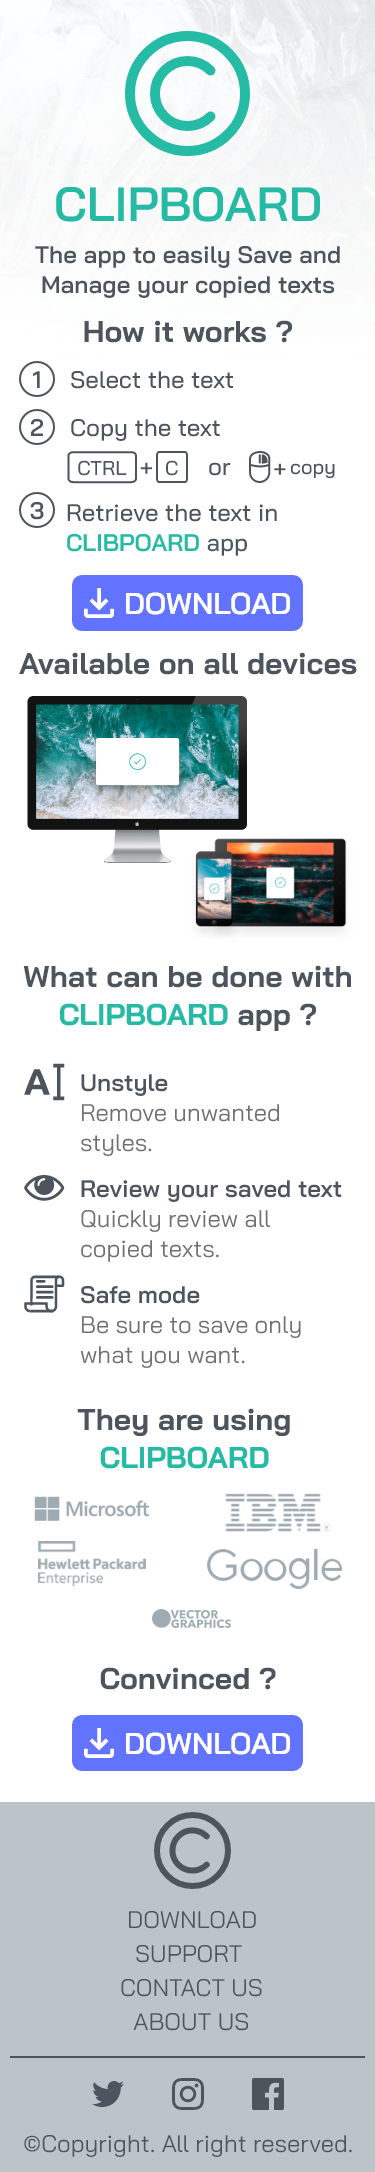 CLIPBOARD
The app to easily Save and
Manage your copied texts
How it works ?
1 Select the text
2 Copy the text
CTRL + C or + copy
3 Retrieve the text in
CLIBPOARD app
DOWNLOAD
Available on all devices
What can be done with
CLIPBOARD app ?
Unstyle
Remove unwanted
styles.
Review your saved text
Quickly review all
copied texts.
Safe mode
Be sure to save only
what you want.
They are using
CLIPBOARD
Microsoft
IBM
Hewlett Packard
Enterprise
Google
VECTOR
GRAPHICS
Convinced ?
DOWNLOAD
DOWNLOAD
SUPPORT
CONTACT US
ABOUT US
©Copyright. All right reserved.